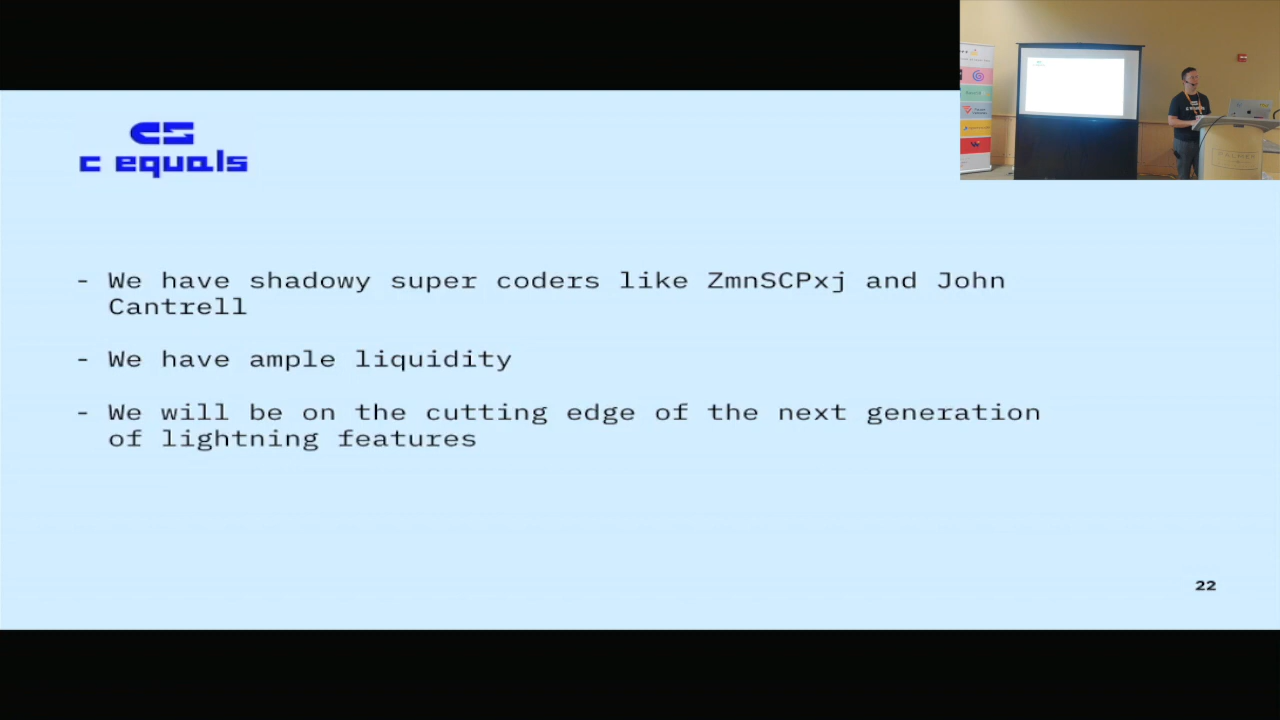 c equals
- We have shadowy super coders like ZmnSCPxj and John
Cantrell
- We have ample liquidity
- We will be on the cutting edge of the next generation
of lightning features
22